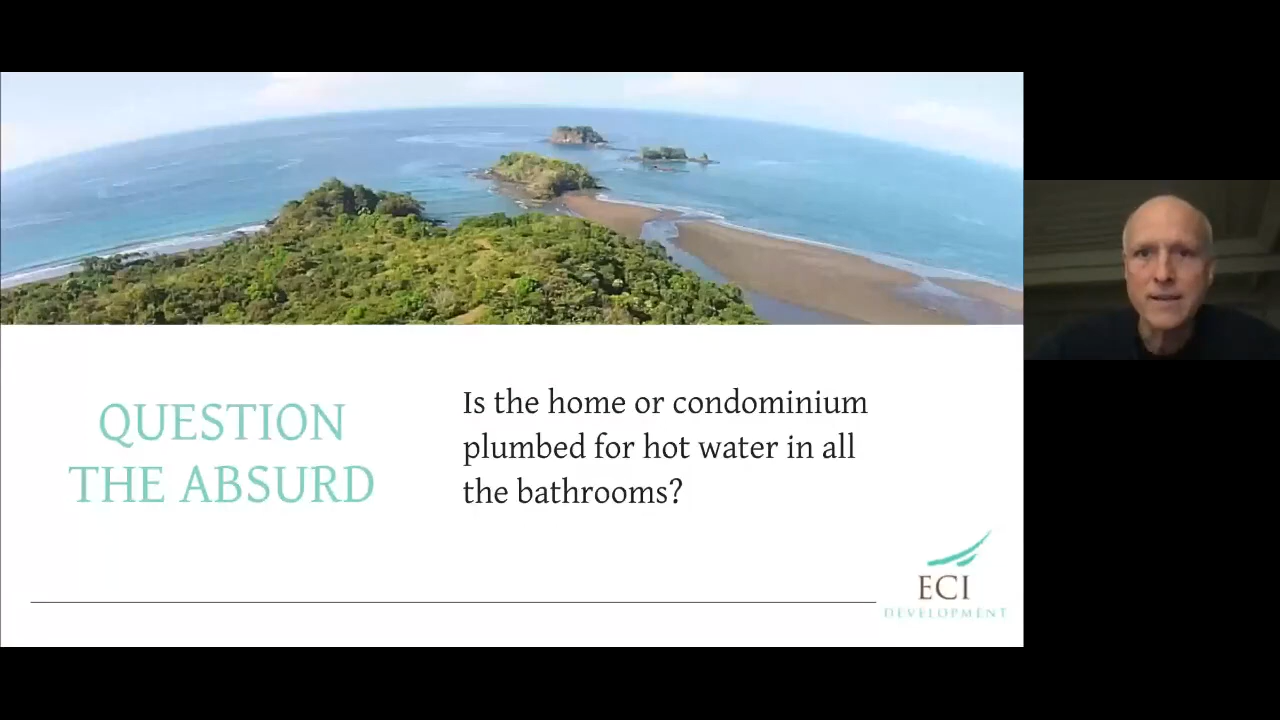 QUESTION
THE ABSURD
Is the home or condominium
plumbed for hot water in all
the bathrooms?
ECI
DEVELOPMENT